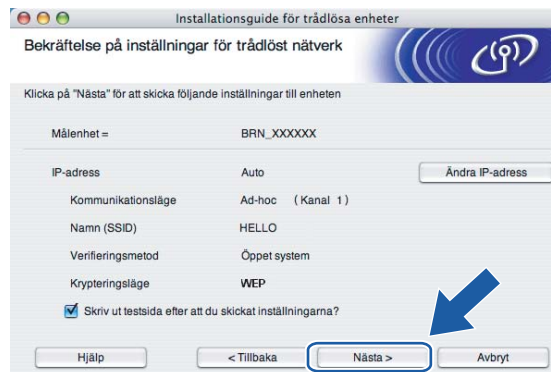 Installationsguide för trådlösa enheter
Bekräftelse på inställningar för trådlöst nätverk
Klicka på "Nästa" för att skicka följande inställningar till enheten
Målenhet = BRN_XXXXXX
IP-adress Auto Ändra IP-adress
Kommunikationsläge Ad-hoc (Kanal 1)
Namn (SSID) HELLO
Verifieringsmetod Öppet system
Krypteringsläge WEP
Skriv ut testsida efter att du skickat inställningarna?
Hjälp < Tillbaka Nästa > Avbryt